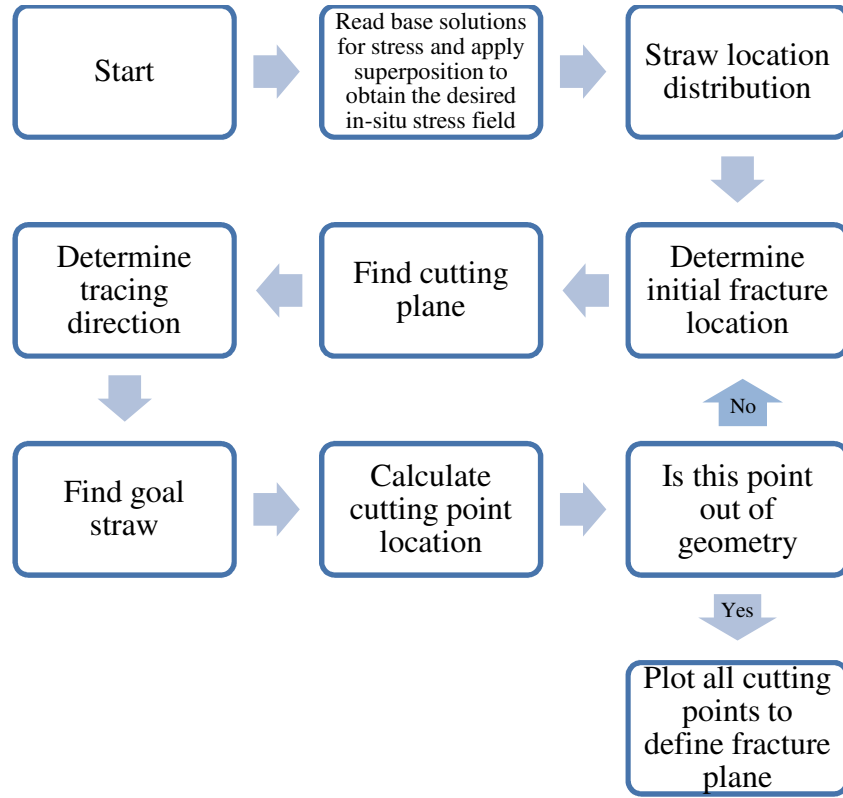 Start
Read base solutions
for stress and apply
superposition to
obtain the desired
in-situ stress field
Straw location
distribution
Determine
initial fracture
location
Find cutting
plane
Determine
tracing
direction
Find goal
straw
Calculate
cutting point
location
Is this point
out of
geometry
No
Yes
Plot all cutting
points to
define fracture
plane